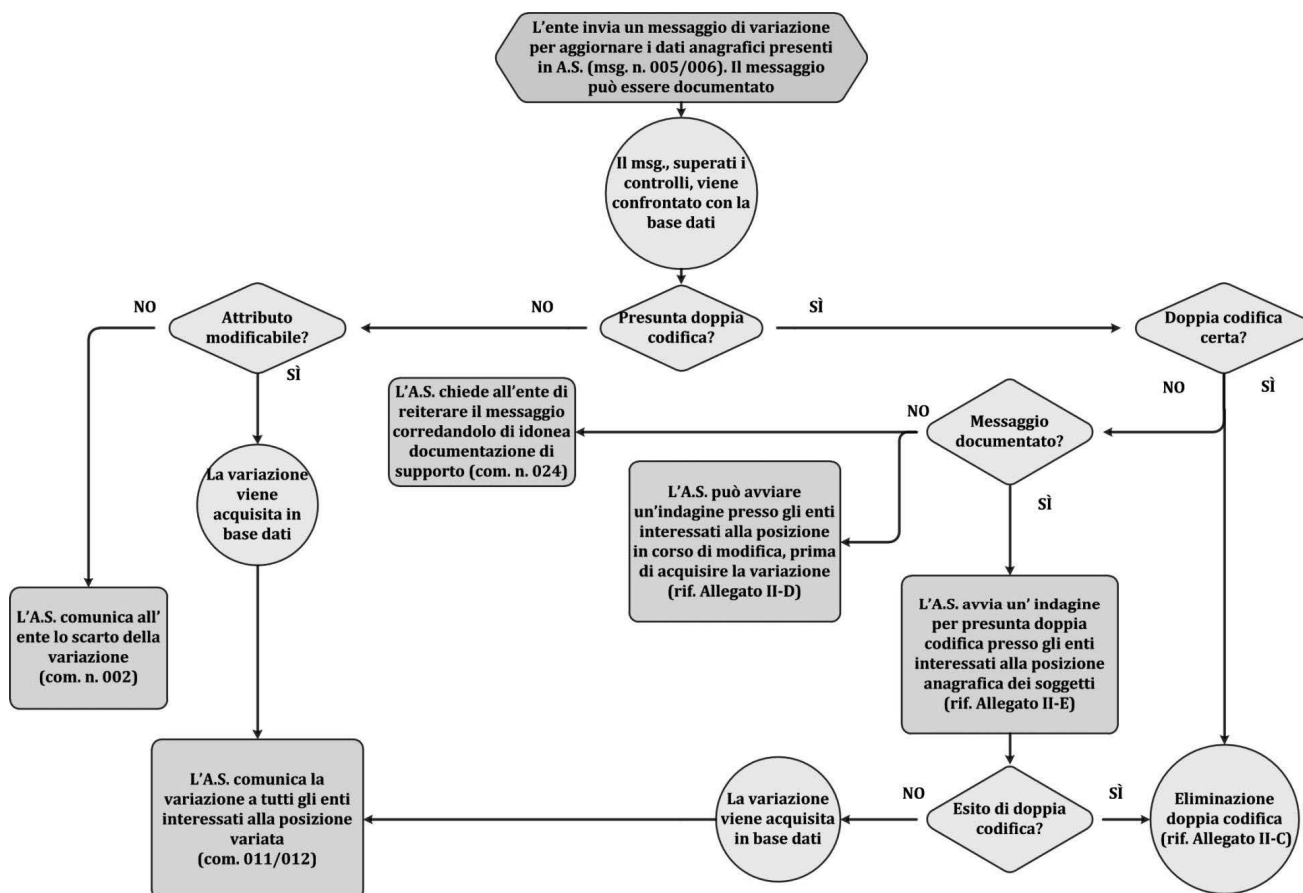 L'ente invia un messaggio di variazione
per aggiornare i dati anagrafici presenti
in A.S. (msg. n. 005/006). Il messaggio
può essere documentato
Il msg., superati i
controlli, viene
confrontato con la
base dati
Presunta doppia
codifica?
NO
SÌ
Attributo
modificabile?
NO
SÌ
Doppia codifica
certa?
NO
SÌ
L'A.S. chiede all'ente di
reiterare il messaggio
corredandolo di idonea
documentazione di
supporto (com. n. 024)
NO
Messaggio
documentato?
SÌ
La variazione
viene
acquisita in
base dati
L'A.S. può avviare
un'indagine presso gli enti
interessati alla posizione
in corso di modifica, prima
di acquisire la variazione
(rif. Allegato II-D)
L'A.S. comunica all'
ente lo scarto della
variazione
(com. n. 002)
L'A.S. avvia un' indagine
per presunta doppia
codifica presso gli enti
interessati alla posizione
anagrafica dei soggetti
(rif. Allegato II-E)
L'A.S. comunica la
variazione a tutti gli enti
interessati alla posizione
variata
(com. 011/012)
La variazione
viene acquisita
in base dati
NO
Esito di doppia
codifica?
SÌ
Eliminazione
doppia codifica
(rif. Allegato II-C)